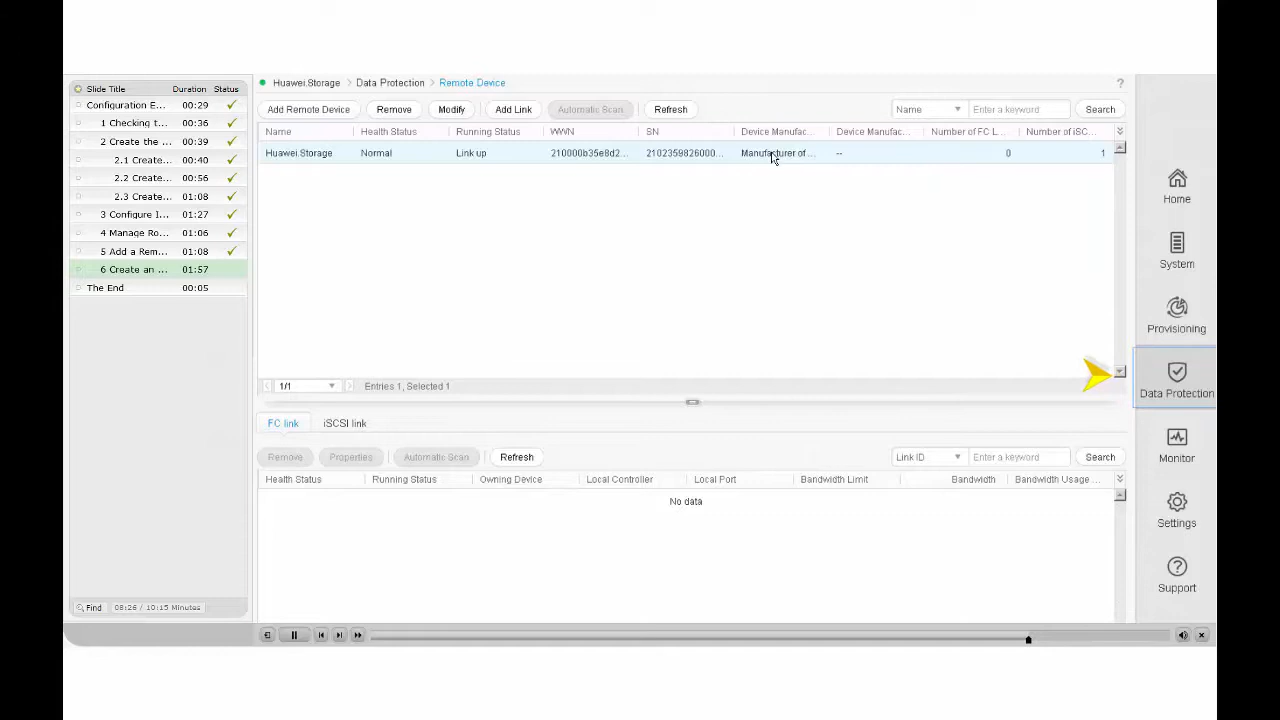 Slide Title Duration Status
Configuration E... 00:29
1 Checking t... 00:36
2 Create the ... 00:39
2.1 Create... 00:40
2.2 Create... 00:56
2.3 Create... 01:08
3 Configure I... 01:27
4 Manage Ro... 01:06
5 Add a Rem... 01:08
6 Create an ... 01:57
The End 00:05
Find 08:26 / 10:15 Minutes
Huawei.Storage > Data Protection > Remote Device ?
Add Remote Device Remove Modify Add Link Automatic Scan Refresh Name Enter a keyword Search
Name Health Status Running Status WWN SN Device Manufac... Device Manufac... Number of FC L... Number of iSC...
Huawei.Storage Normal Link up 210000b35e8d2... 2102359826000... Manufacturer of ... -- 0 1
1/1 Entries 1, Selected 1
FC link iSCSI link
Remove Properties Automatic Scan Refresh Link ID Enter a keyword Search
Health Status Running Status Owning Device Local Controller Local Port Bandwidth Limit Bandwidth Bandwidth Usage ...
No data
Home
System
Provisioning
Data Protection
Monitor
Settings
Support